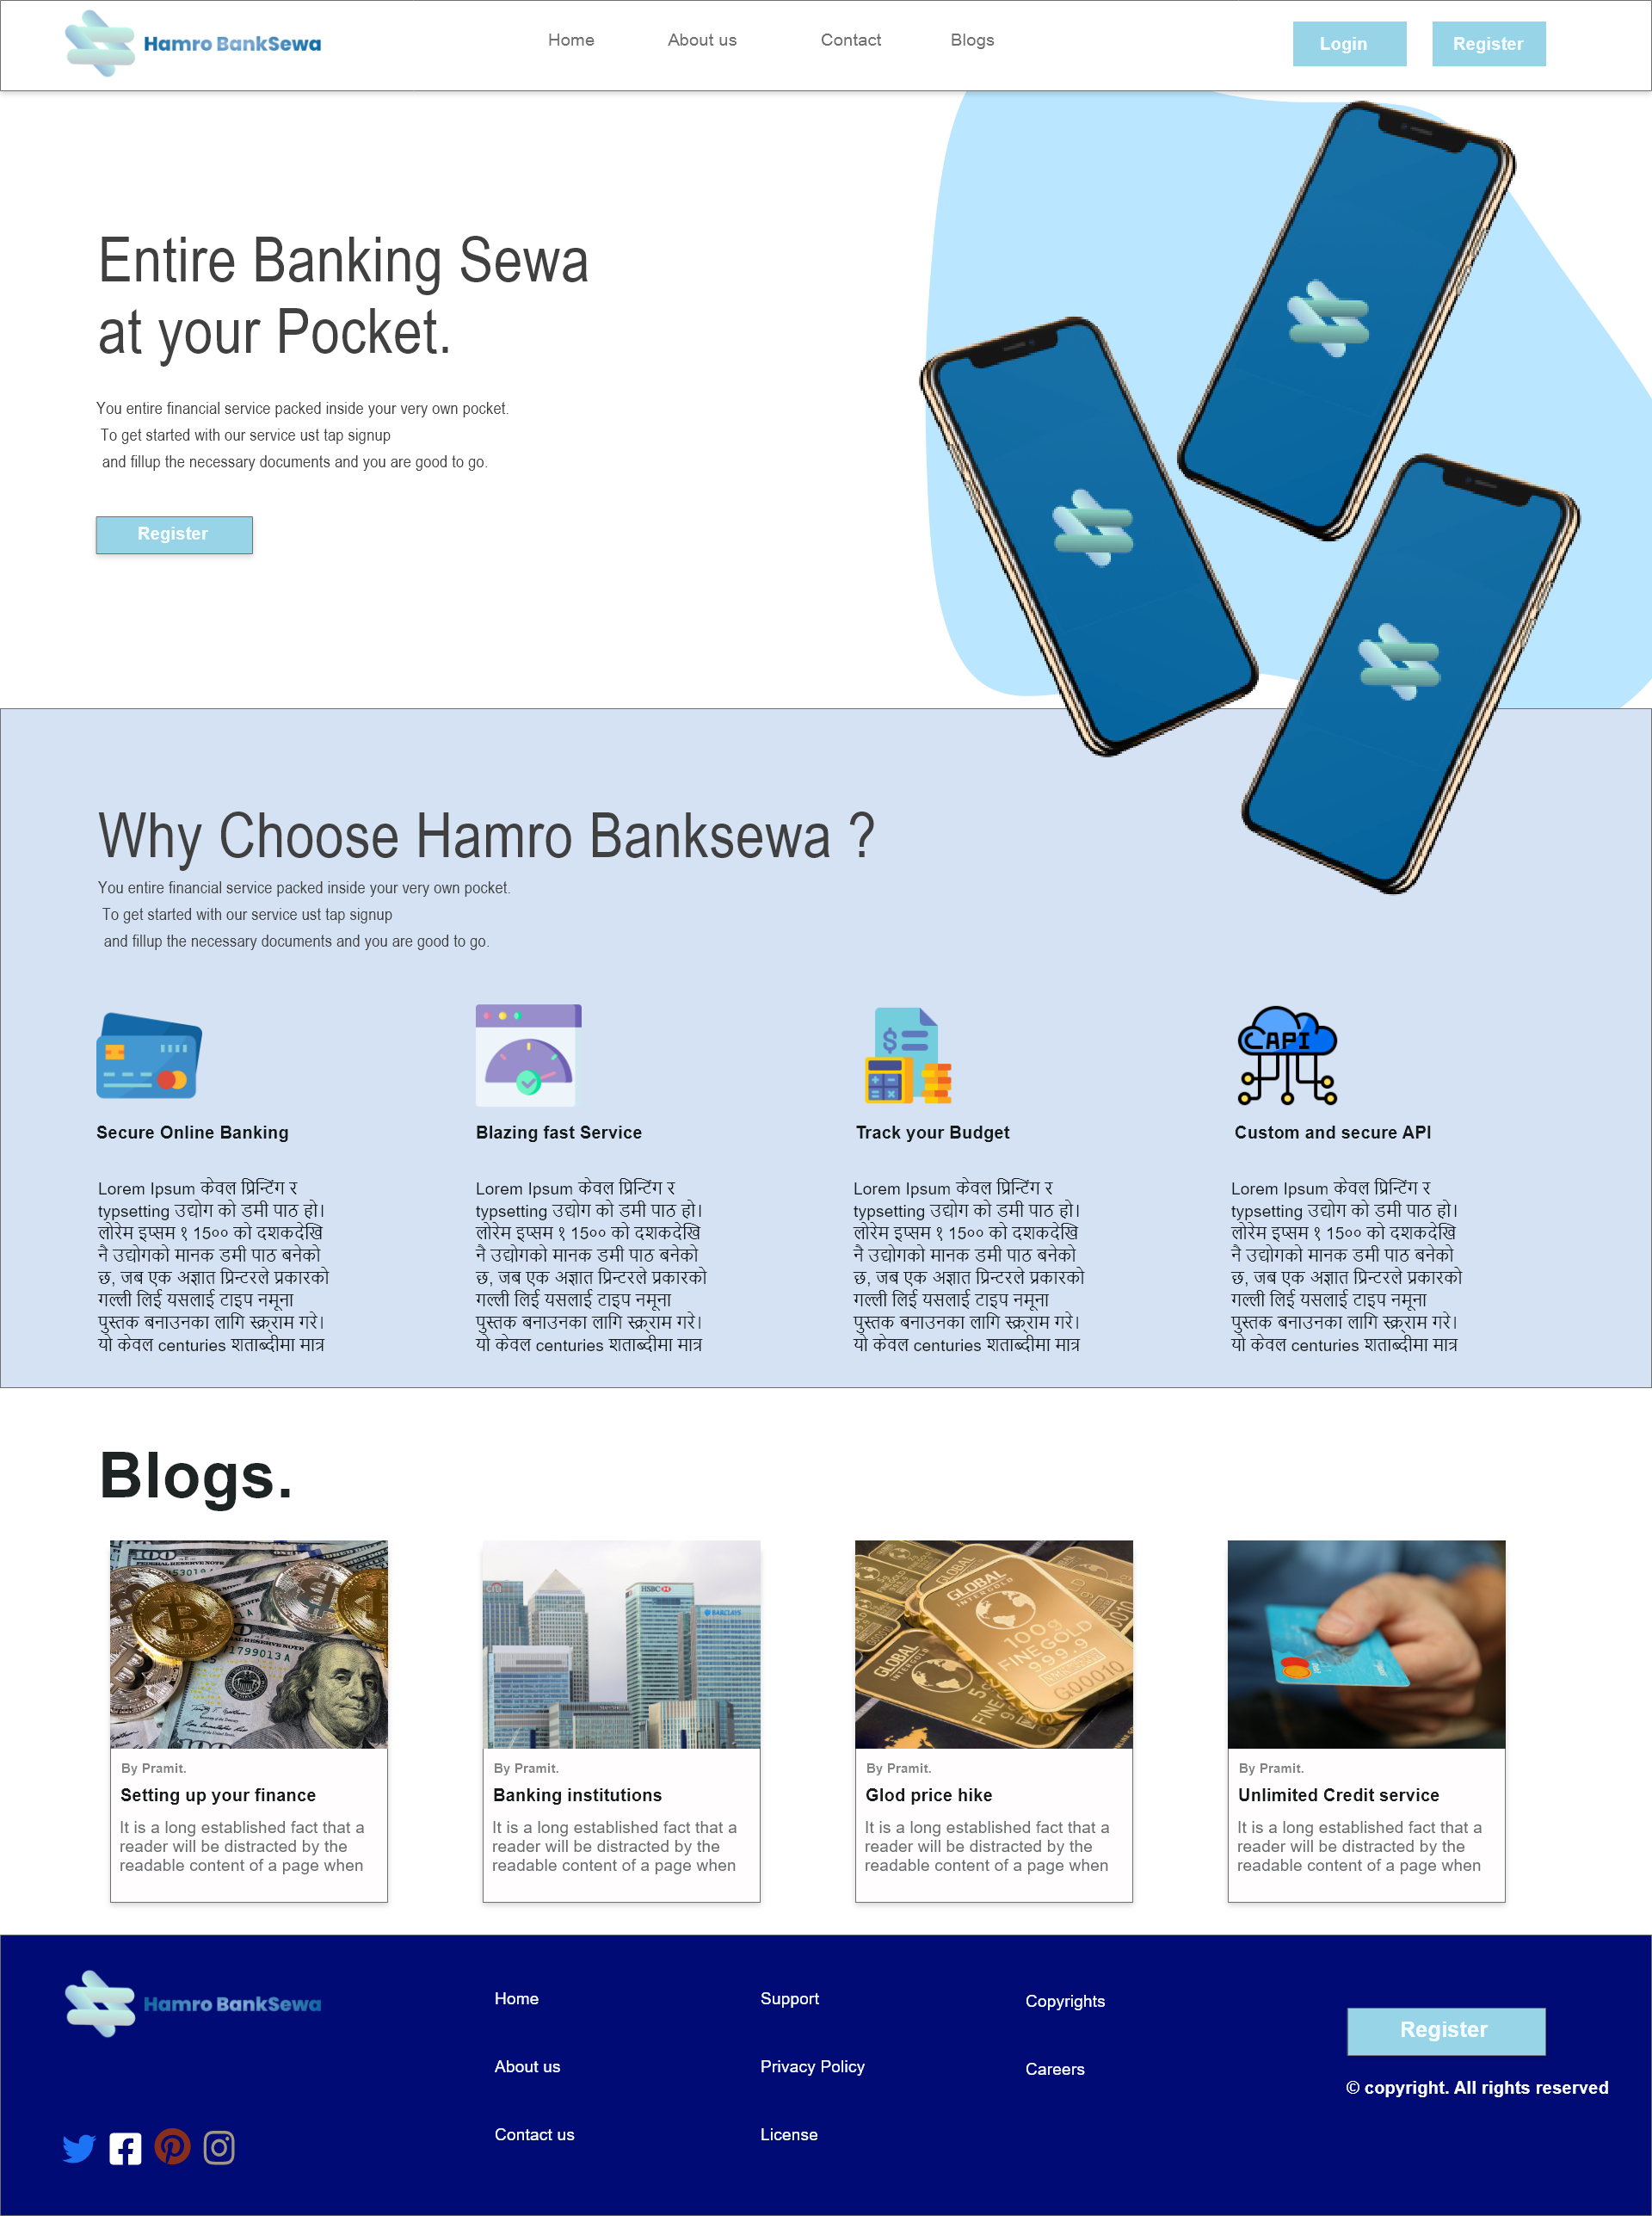 Hamro BankSewa
Home
About us
Contact
Blogs
Login
Register
Entire Banking Sewa
at your Pocket.
You entire financial service packed inside your very own pocket.
To get started with our service ust tap signup
and fillup the necessary documents and you are good to go.
Register
Why Choose Hamro Banksewa ?
You entire financial service packed inside your very own pocket.
To get started with our service ust tap signup
and fillup the necessary documents and you are good to go.
API
Secure Online Banking
Lorem Ipsum केवल प्रिन्टिंग र
typsetting उद्योग को डमी पाठ हो।
लोरेम इप्सम १ 15०० को दशकदेखि
नै उद्योगको मानक डमी पाठ बनेको
छ, जब एक अज्ञात प्रिन्टरले प्रकारको
गल्ली लिई यसलाई टाइप नमूना
पुस्तक बनाउनका लागि स्क्र्राम गरे।
यो केवल centuries शताब्दीमा मात्र
Blazing fast Service
Lorem Ipsum केवल प्रिन्टिंग र
typsetting उद्योग को डमी पाठ हो।
लोरेम इप्सम १ 15०० को दशकदेखि
नै उद्योगको मानक डमी पाठ बनेको
छ, जब एक अज्ञात प्रिन्टरले प्रकारको
गल्ली लिई यसलाई टाइप नमूना
पुस्तक बनाउनका लागि स्क्र्राम गरे।
यो केवल centuries शताब्दीमा मात्र
Track your Budget
Lorem Ipsum केवल प्रिन्टिंग र
typsetting उद्योग को डमी पाठ हो।
लोरेम इप्सम १ 15०० को दशकदेखि
नै उद्योगको मानक डमी पाठ बनेको
छ, जब एक अज्ञात प्रिन्टरले प्रकारको
गल्ली लिई यसलाई टाइप नमूना
पुस्तक बनाउनका लागि स्क्र्राम गरे।
यो केवल centuries शताब्दीमा मात्र
Custom and secure API
Lorem Ipsum केवल प्रिन्टिंग र
typsetting उद्योग को डमी पाठ हो।
लोरेम इप्सम १ 15०० को दशकदेखि
नै उद्योगको मानक डमी पाठ बनेको
छ, जब एक अज्ञात प्रिन्टरले प्रकारको
गल्ली लिई यसलाई टाइप नमूना
पुस्तक बनाउनका लागि स्क्र्राम गरे।
यो केवल centuries शताब्दीमा मात्र
Blogs.
By Pramit.
Setting up your finance
It is a long established fact that a
reader will be distracted by the
readable content of a page when
HSBC
BARCLAYS
By Pramit.
Banking institutions
It is a long established fact that a
reader will be distracted by the
readable content of a page when
GLOBAL
INTERGOLD
100g
FINE GOLD
999,9
G00010
By Pramit.
Glod price hike
It is a long established fact that a
reader will be distracted by the
readable content of a page when
By Pramit.
Unlimited Credit service
It is a long established fact that a
reader will be distracted by the
readable content of a page when
Hamro BankSewa
Home
About us
Contact us
Support
Privacy Policy
License
Copyrights
Careers
Register
© copyright. All rights reserved